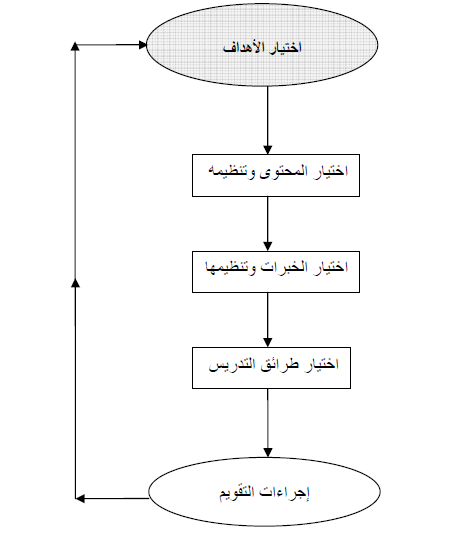 اختيار الأهداف
اختيار المحتوى وتنظيمه
اختيار الخبرات وتنظيمها
اختيار طرائق التدريس
إجراءات التقويم